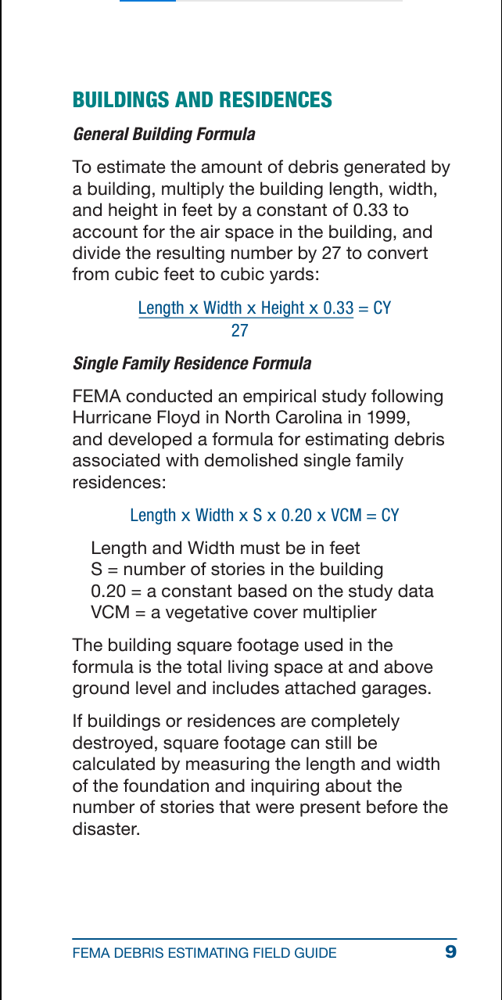 BUILDINGS AND RESIDENCES
General Building Formula
To estimate the amount of debris generated by
a building, multiply the building length, width,
and height in feet by a constant of 0.33 to
account for the air space in the building, and
divide the resulting number by 27 to convert
from cubic feet to cubic yards:
Length x Width x Height x 0.33 = CY
27
Single Family Residence Formula
FEMA conducted an empirical study following
Hurricane Floyd in North Carolina in 1999,
and developed a formula for estimating debris
associated with demolished single family
residences:
Length x Width x S x 0.20 x VCM = CY
Length and Width must be in feet
S = number of stories in the building
0.20 = a constant based on the study data
VCM = a vegetative cover multiplier
The building square footage used in the
formula is the total living space at and above
ground level and includes attached garages.
If buildings or residences are completely
destroyed, square footage can still be
calculated by measuring the length and width
of the foundation and inquiring about the
number of stories that were present before the
disaster.
FEMA DEBRIS ESTIMATING FIELD GUIDE 9